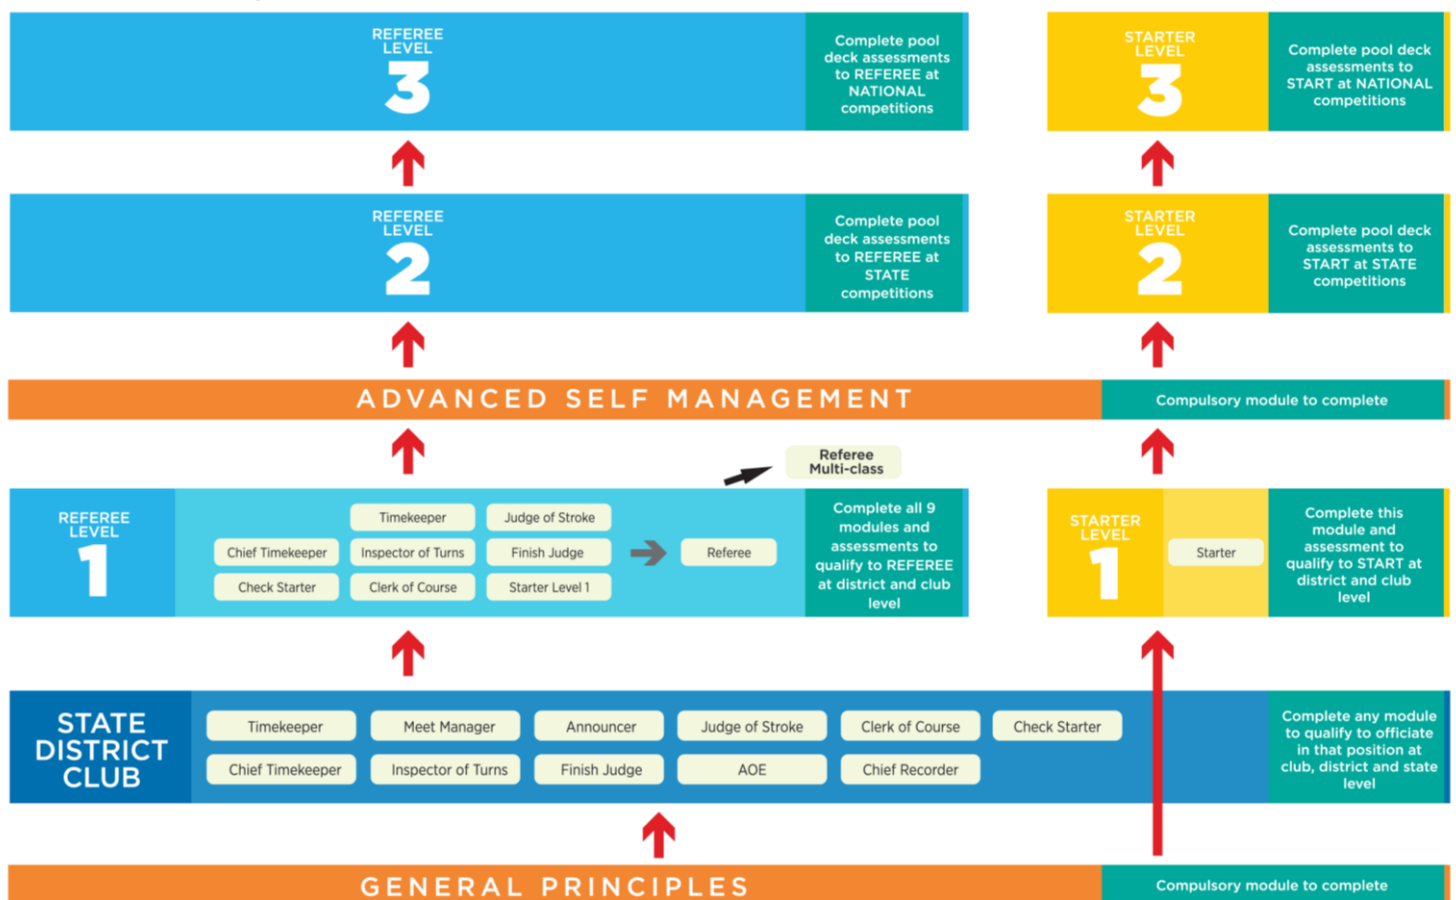 REFEREE
LEVEL
3
Complete pool
deck assessments
to REFEREE at
NATIONAL
competitions
STARTER
LEVEL
3
Complete pool deck
assessments to
START at NATIONAL
competitions
REFEREE
LEVEL
2
Complete pool
deck assessments
to REFEREE at
STATE
competitions
STARTER
LEVEL
2
Complete pool deck
assessments to
START at STATE
competitions
ADVANCED SELF MANAGEMENT
Compulsory module to complete
Referee
Multi-class
REFEREE
LEVEL
1
Timekeeper
Judge of Stroke
Chief Timekeeper
Inspector of Turns
Finish Judge
Referee
Check Starter
Clerk of Course
Starter Level 1
Complete all 9
modules and
assessments to
qualify to REFEREE
at district and club
level
STARTER
LEVEL
1
Starter
Complete this
module and
assessment to
qualify to START at
district and club
level
STATE
DISTRICT
CLUB
Timekeeper
Meet Manager
Announcer
Judge of Stroke
Clerk of Course
Check Starter
Chief Timekeeper
Inspector of Turns
Finish Judge
AOE
Chief Recorder
Complete any module
to qualify to officiate
in that position at
club, district and state
level
GENERAL PRINCIPLES
Compulsory module to complete